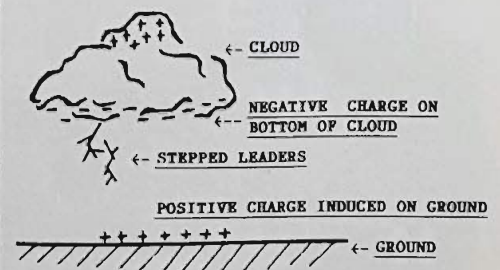 CLOUD
NEGATIVE CHARGE ON
BOTTOM OF CLOUD
STEPPED LEADERS
POSITIVE CHARGE INDUCED ON GROUND
GROUND